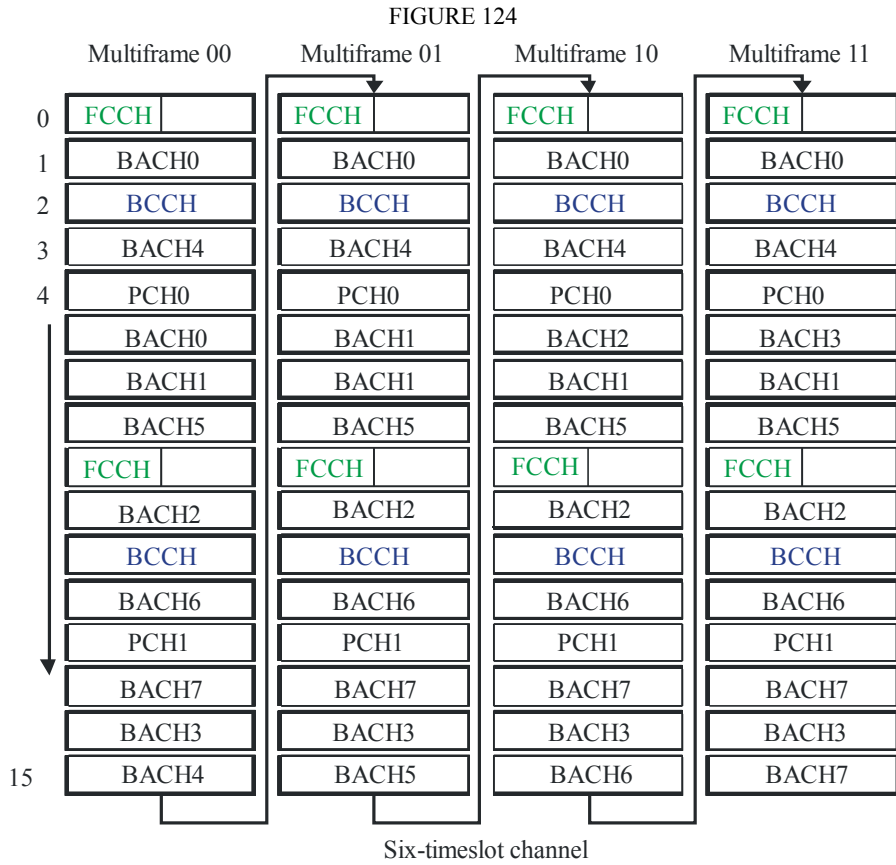 FIGURE 124
Multiframe 00 Multiframe 01 Multiframe 10 Multiframe 11
0 FCCH FCCH FCCH FCCH
1 BACH0 BACH0 BACH0 BACH0
2 BCCH BCCH BCCH BCCH
3 BACH4 BACH4 BACH4 BACH4
4 PCH0 PCH0 PCH0 PCH0
BACH0 BACH1 BACH2 BACH3
BACH1 BACH1 BACH1 BACH1
BACH5 BACH5 BACH5 BACH5
FCCH FCCH FCCH FCCH
BACH2 BACH2 BACH2 BACH2
BCCH BCCH BCCH BCCH
BACH6 BACH6 BACH6 BACH6
PCH1 PCH1 PCH1 PCH1
BACH7 BACH7 BACH7 BACH7
BACH3 BACH3 BACH3 BACH3
15 BACH4 BACH5 BACH6 BACH7
Six-timeslot channel